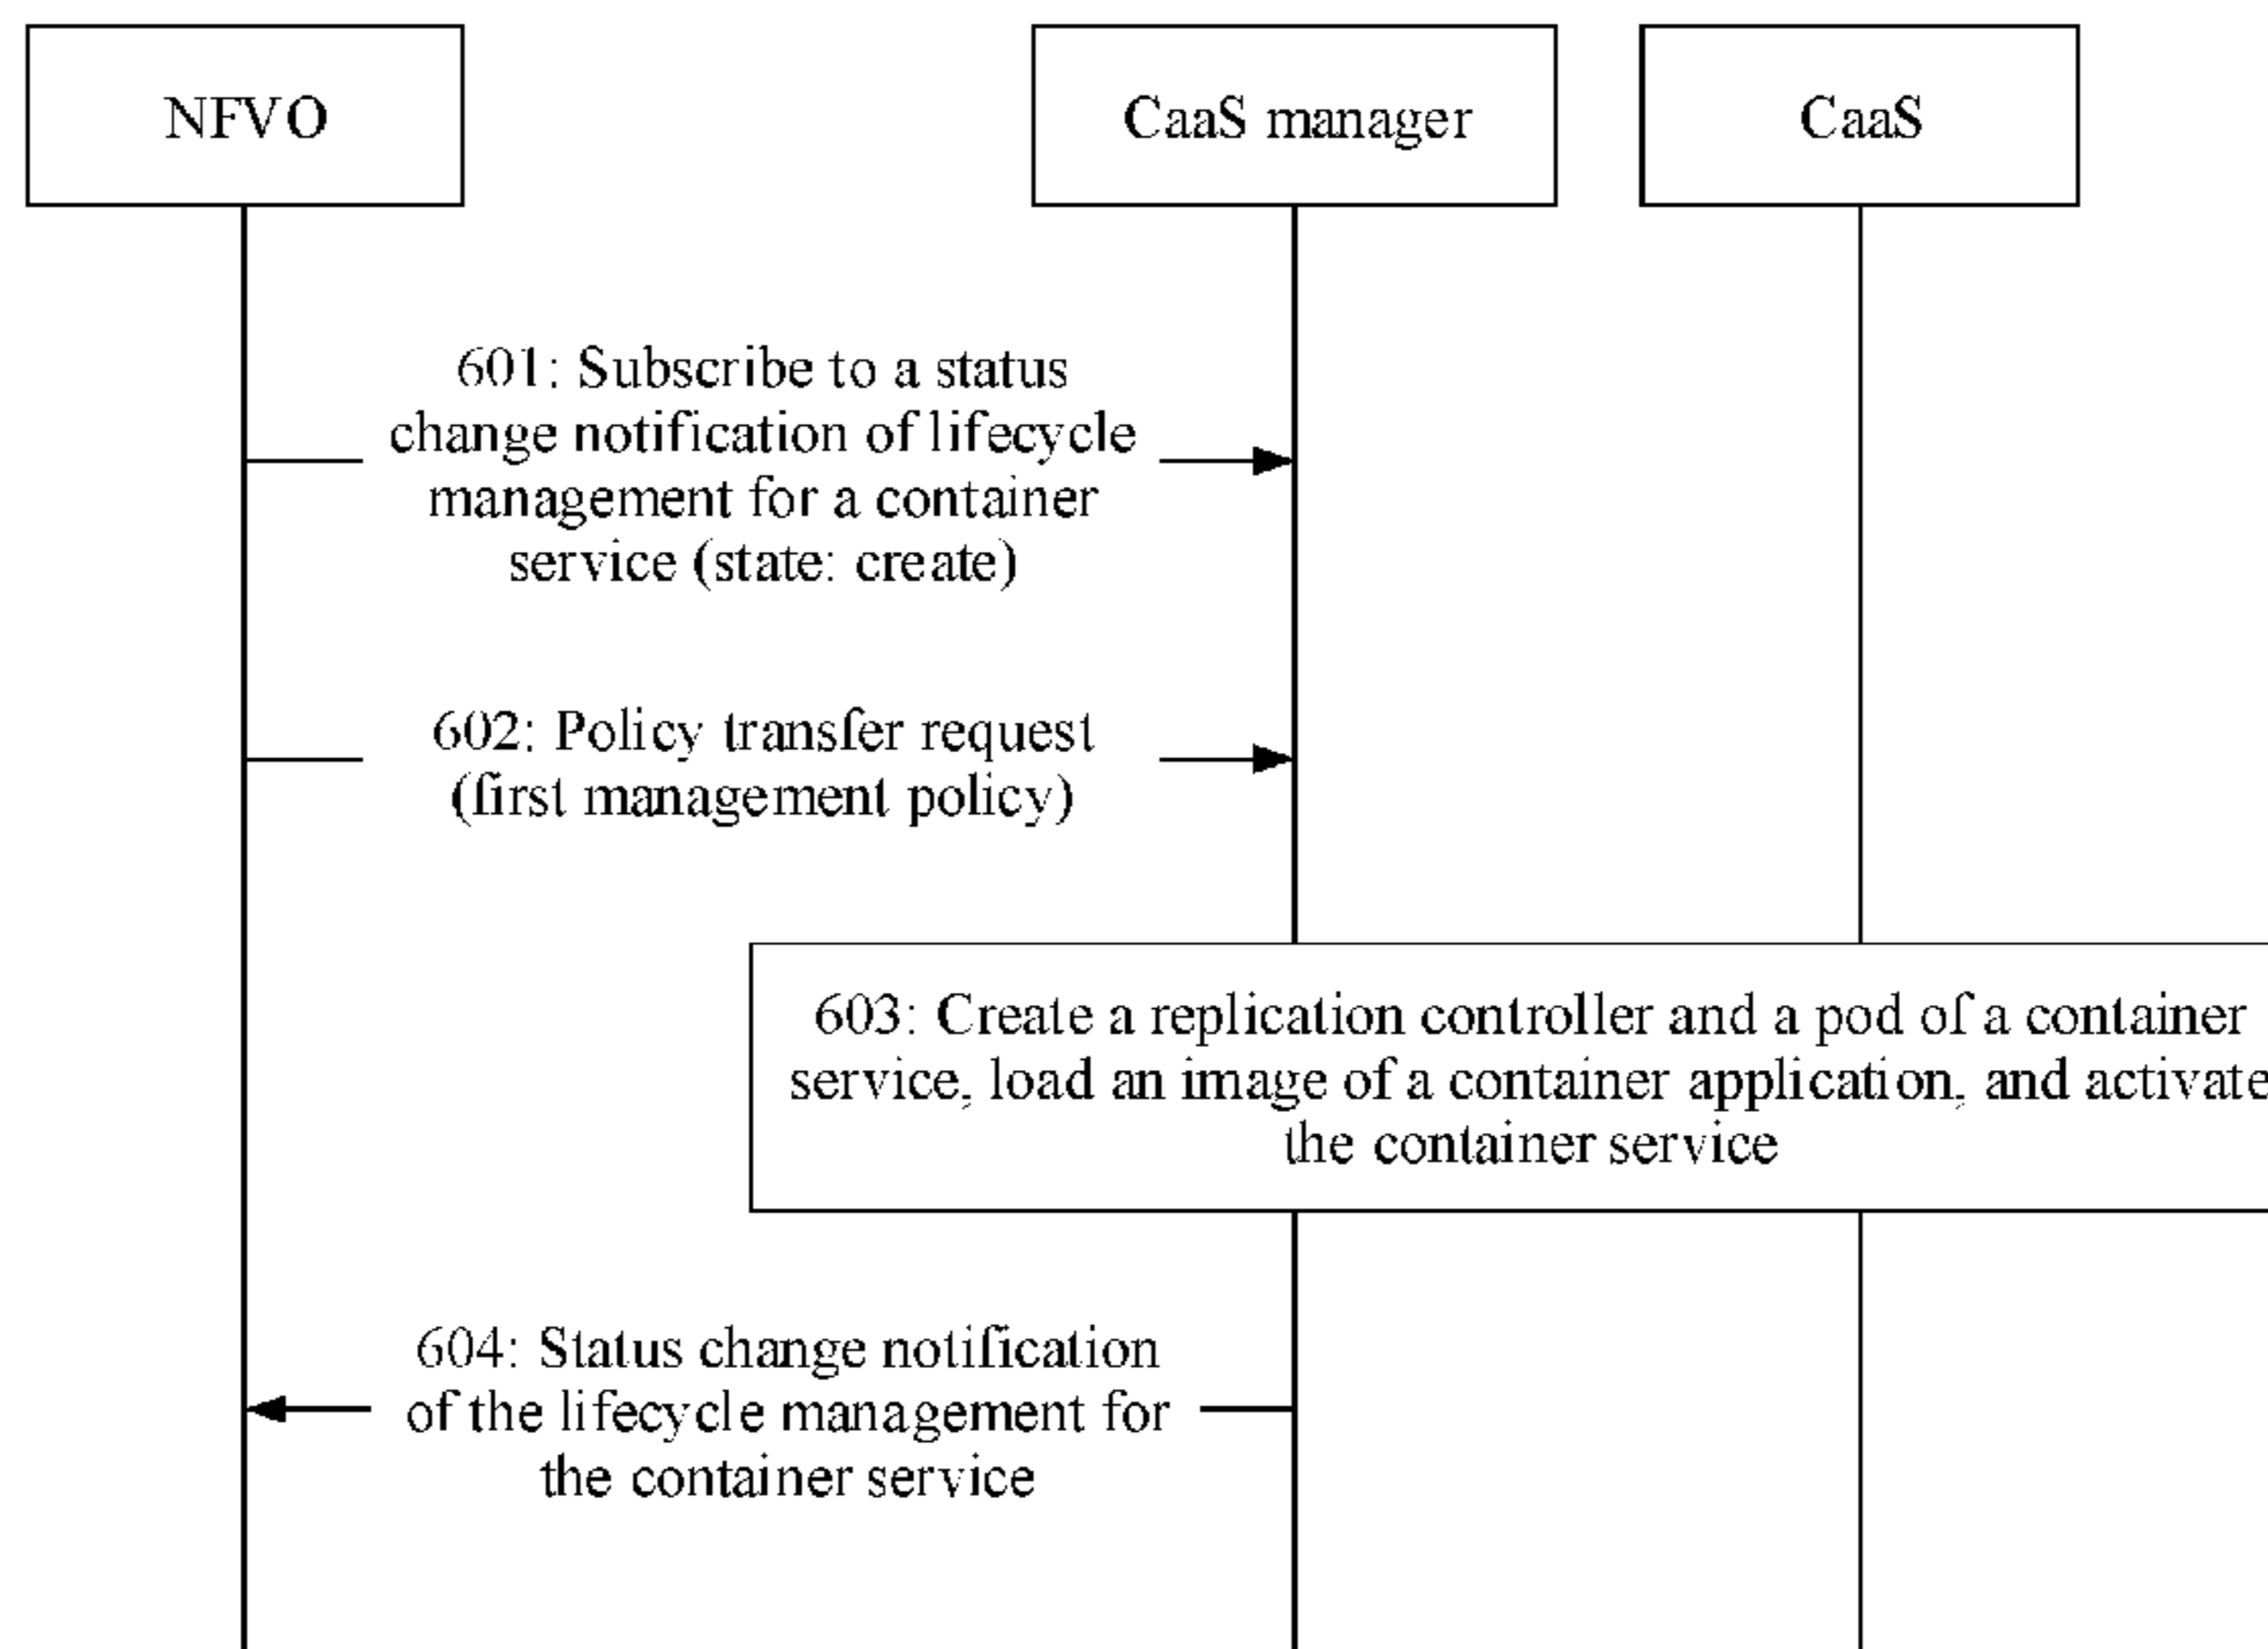 NFVO
CaaS manager
CaaS
601: Subscribe to a status
change notification of lifecycle
management for a container
service (state: create)
602: Policy transfer request
(first management policy)
603: Create a replication controller and a pod of a container
service, load an image of a container application, and activate
the container service
604: Status change notification
of the lifecycle management for
the container service